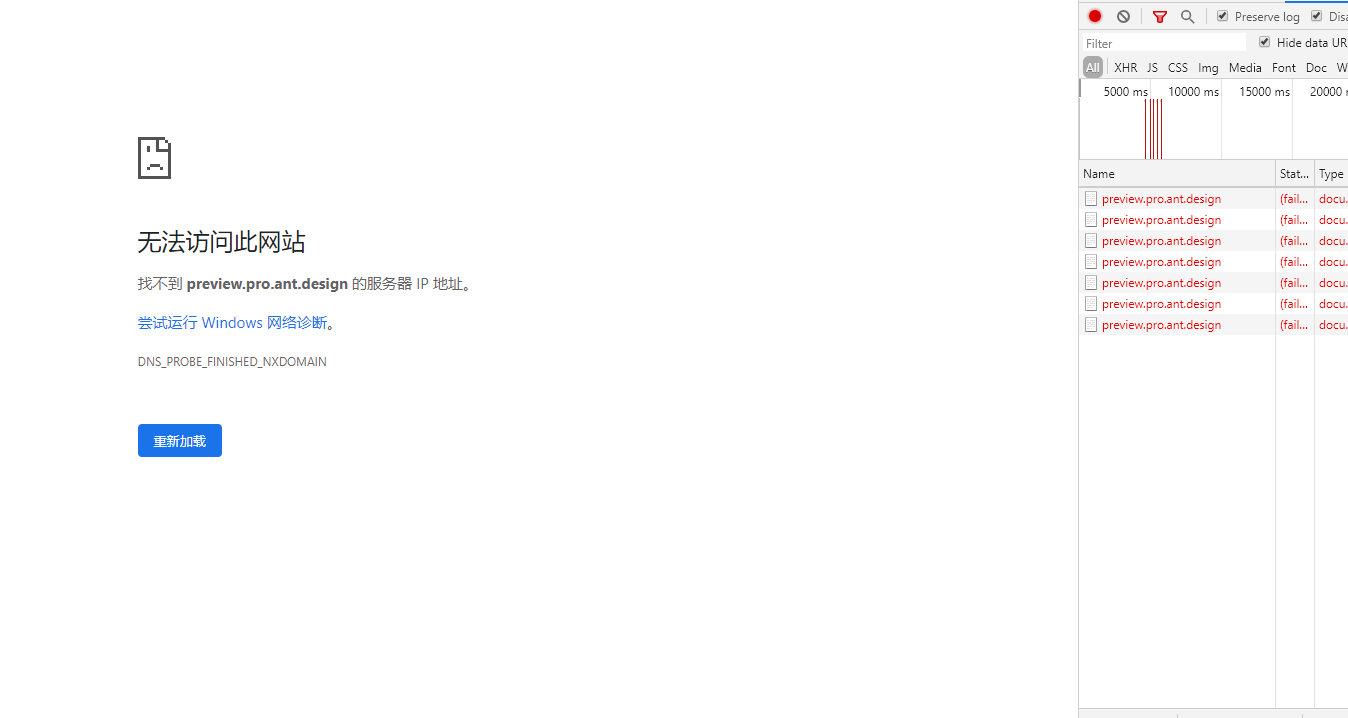 无法访问此网站
找不到 preview.pro.ant.design 的服务器 IP 地址。
尝试运行 Windows 网络诊断。
DNS_PROBE_FINISHED_NXDOMAIN
重新加载
Preserve log Disa
Filter Hide data UR
All XHR JS CSS Img Media Font Doc W
5000 ms 10000 ms 15000 ms 20000
Name Stat... Type
preview.pro.ant.design (fail... docu.
preview.pro.ant.design (fail... docu.
preview.pro.ant.design (fail... docu.
preview.pro.ant.design (fail... docu.
preview.pro.ant.design (fail... docu.
preview.pro.ant.design (fail... docu.
preview.pro.ant.design (fail... docu.